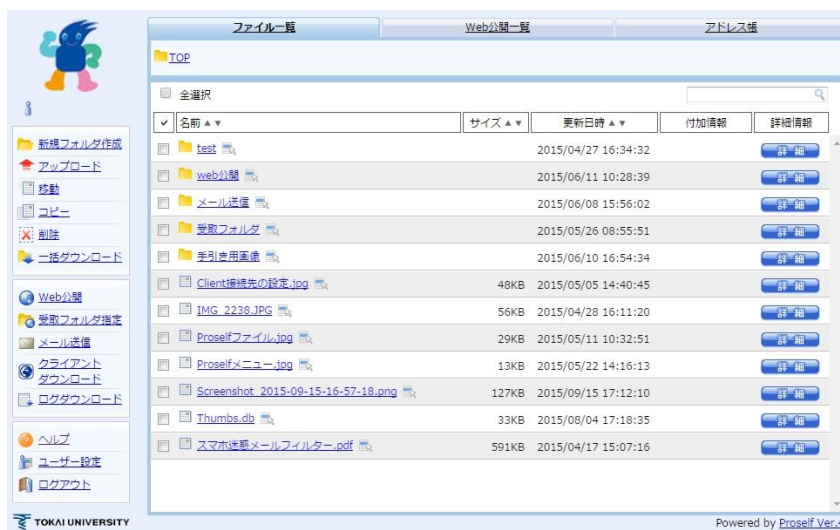 ファイル一覧 Web公開一覧 アドレス帳
TOP
全選択
✓ 名前▲▼ サイズ▲▼ 更新日時▲▼ 付加情報 詳細情報
test 2015/04/27 16:34:32 詳 細
web公開 2015/06/11 10:28:39 詳 細
メール送信 2015/06/08 15:56:02 詳 細
受取フォルダ 2015/05/26 08:55:51 詳 細
手引き用画像 2015/06/10 16:54:34 詳 細
Client接続先の設定.jpg 48KB 2015/05/05 14:40:45 詳 細
IMG_2238.JPG 56KB 2015/04/28 16:11:20 詳 細
Proselfファイル.jpg 29KB 2015/05/11 10:32:51 詳 細
Proselfメニュー.jpg 13KB 2015/05/22 14:16:13 詳 細
Screenshot_2015-09-15-16-57-18.png 127KB 2015/09/15 17:12:10 詳 細
Thumbs.db 33KB 2015/08/04 17:18:35 詳 細
スマホ迷惑メールフィルター.pdf 591KB 2015/04/17 15:07:16 詳 細
新規フォルダ作成
アップロード
移動
コピー
削除
一括ダウンロード
Web公開
受取フォルダ指定
メール送信
クライアント
ダウンロード
ログダウンロード
ヘルプ
ユーザー設定
ログアウト
TOKAI UNIVERSITY
Powered by Proself Ver.